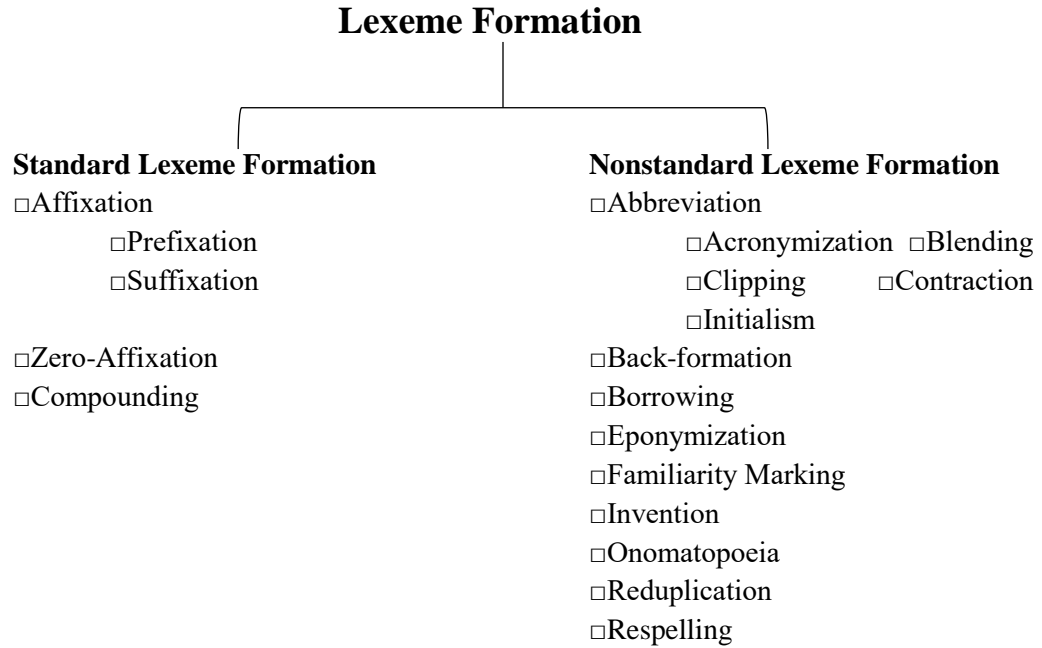 Lexeme Formation
Standard Lexeme Formation
□Affixation
□Prefixation
□Suffixation
□Zero-Affixation
□Compounding
Nonstandard Lexeme Formation
□Abbreviation
□Acronymization □Blending
□Clipping □Contraction
□Initialism
□Back-formation
□Borrowing
□Eponymization
□Familiarity Marking
□Invention
□Onomatopoeia
□Reduplication
□Respelling